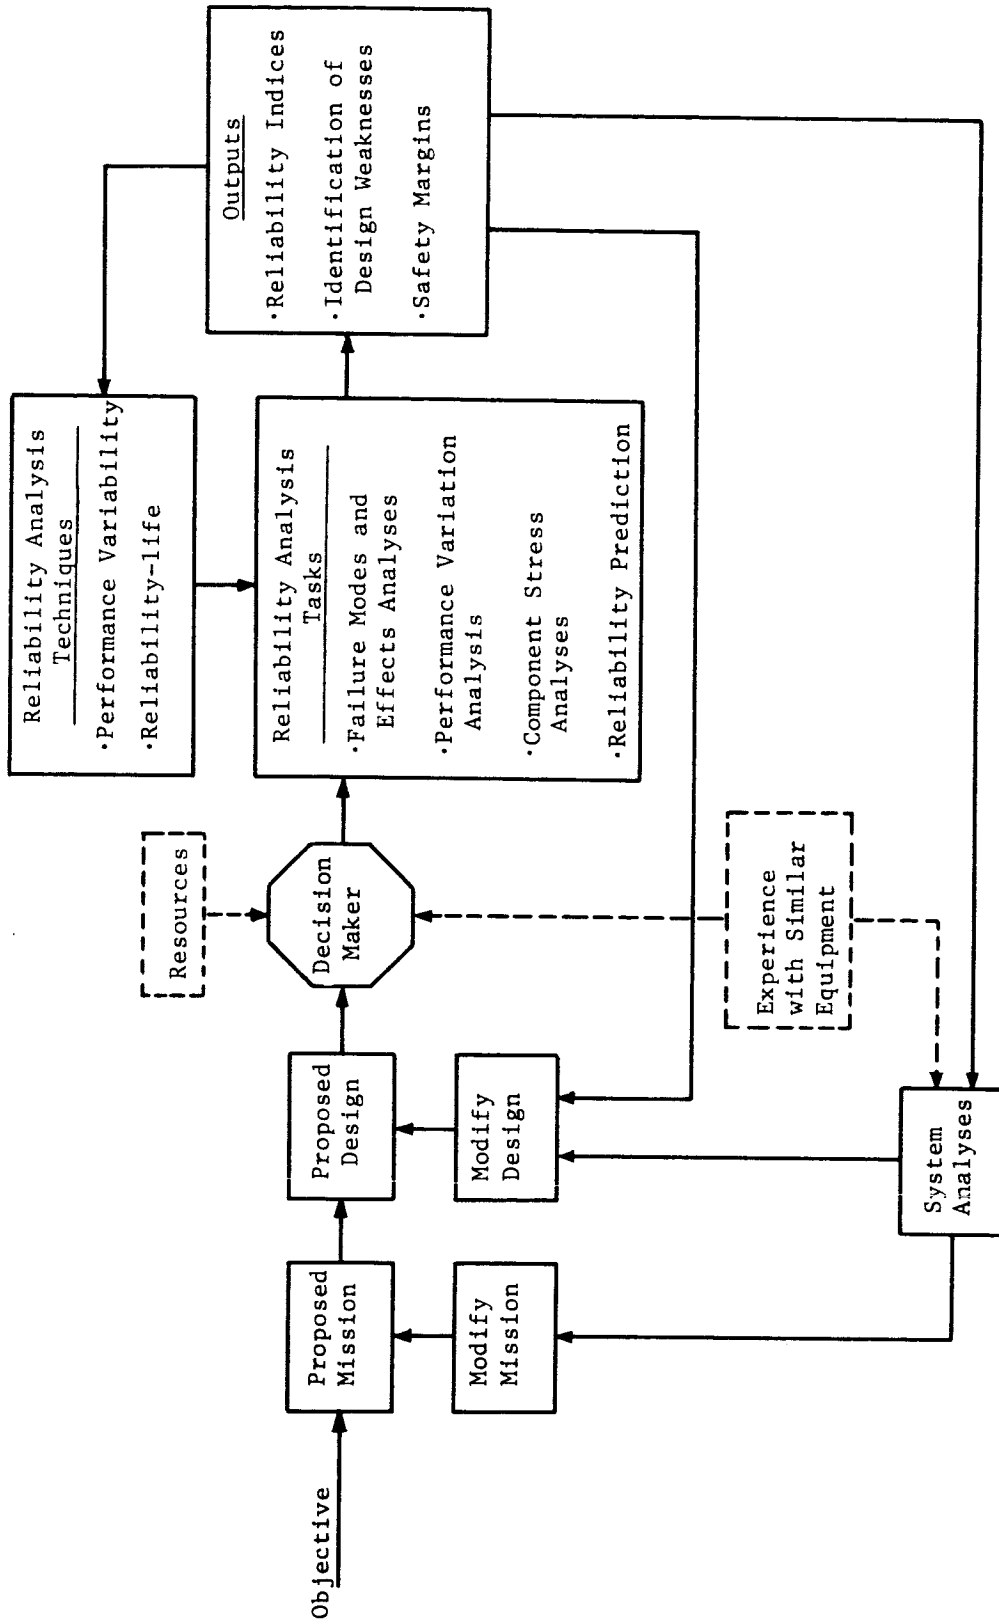 Objective
Proposed
Mission
Modify
Mission
Proposed
Design
Modify
Design
System
Analyses
Resources
Decision
Maker
Experience
with Similar
Equipment
Reliability Analysis
Techniques
·Performance Variability
·Reliability-life
Reliability Analysis
Tasks
·Failure Modes and
Effects Analyses
·Performance Variation
Analysis
·Component Stress
Analyses
·Reliability Prediction
Outputs
·Reliability Indices
·Identification of
Design Weaknesses
·Safety Margins